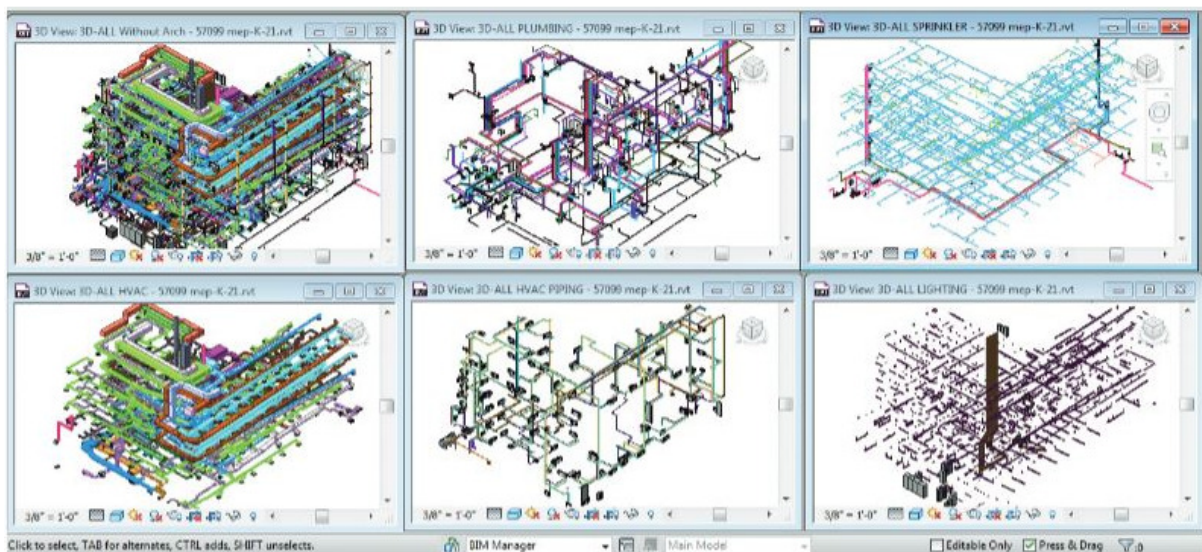 3D View: 3D-ALL Without Arch - 57099 mep-K-21.rvt
3D View: 3D-ALL PLUMBING - 57099 mep-K-21.rvt
3D View: 3D-ALL SPRINKLER - 57099 mep-K-21.rvt
3/8" = 1'-0"
3/8" = 1'-0"
3/8" = 1'-0"
3D View: 3D-ALL HVAC - 57099 mep-K-21.rvt
3D View: 3D-ALL HVAC PIPING - 57099 mep-K-21.rvt
3D View: 3D-ALL LIGHTING - 57099 mep-K-21.rvt
3/8" = 1'-0"
3/8" = 1'-0"
3/8" = 1'-0"
Click to select, TAB for alternates, CTRL adds, SHIFT unselects.
BIM Manager
Main Model
Editable Only
Press & Drag
:0